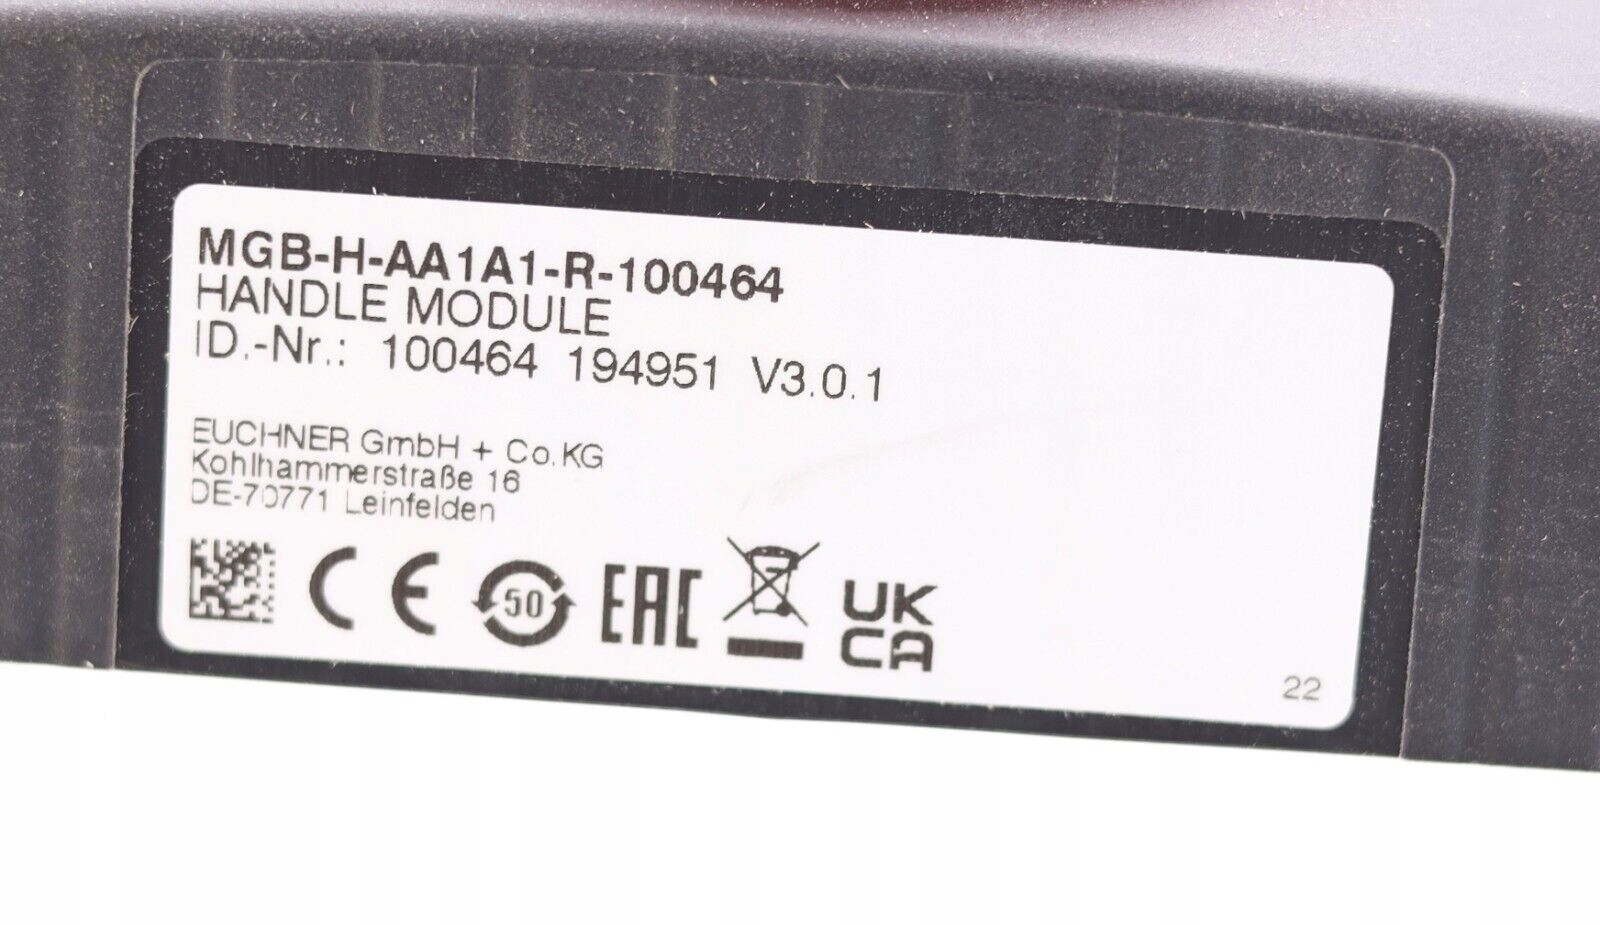 MGB-H-AA1A1-R-100464
HANDLE MODULE
ID.-Nr.: 100464 194951 V3.0.1
EUCHNER GmbH + Co.KG
Kohlhammerstraße 16
DE-70771 Leinfelden
CE 50 EAC UK
CA
22